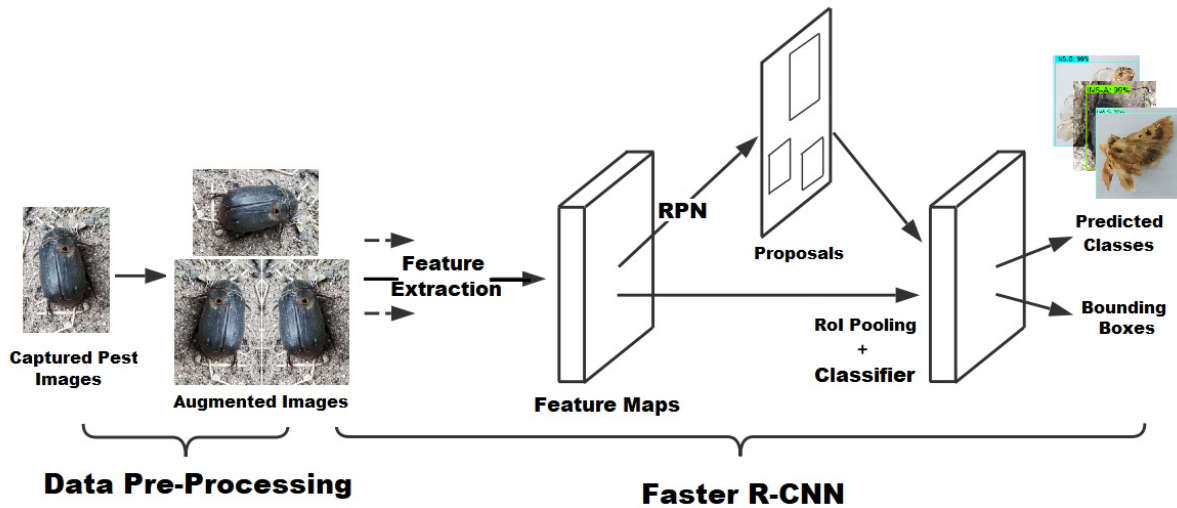 Captured Pest
Images
Augmented Images
Feature
Extraction
Feature Maps
RPN
Proposals
RoI Pooling
+
Classifier
Predicted
Classes
Bounding
Boxes
Data Pre-Processing
Faster R-CNN